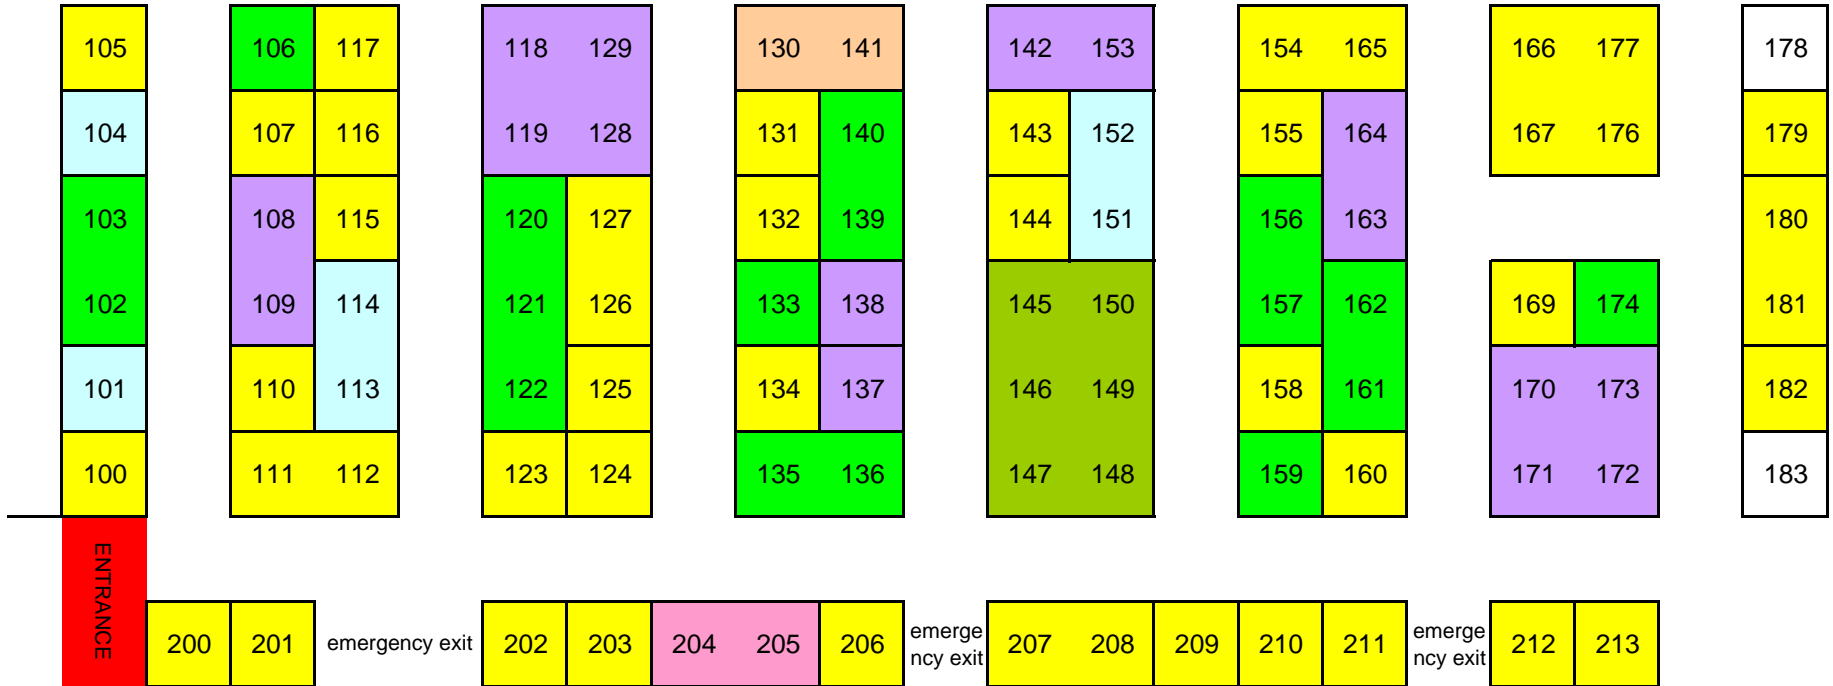 105 106 117 118 129 130 141 142 153 154 165 166 177 178
104 107 116 119 128 131 140 143 152 155 164 167 176 179
103 108 115 120 127 132 139 144 151 156 163 180
102 109 114 121 126 133 138 145 150 157 162 169 174 181
101 110 113 122 125 134 137 146 149 158 161 170 173 182
100 111 112 123 124 135 136 147 148 159 160 171 172 183
ENTRANCE
200 201 emergency exit 202 203 204 205 206 emerge
ncy exit 207 208 209 210 211 emerge
ncy exit 212 213